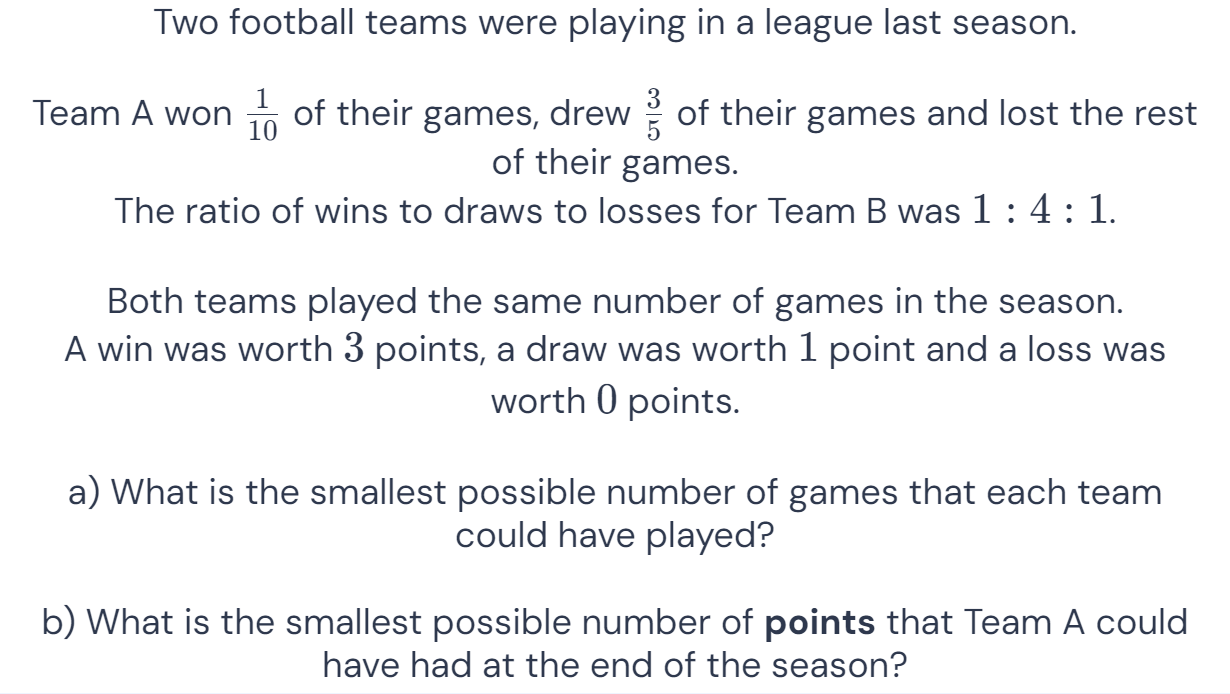 Two football teams were playing in a league last season.
Team A won 1/10 of their games, drew 3/5 of their games and lost the rest
of their games.
The ratio of wins to draws to losses for Team B was 1 : 4 : 1.
Both teams played the same number of games in the season.
A win was worth 3 points, a draw was worth 1 point and a loss was
worth 0 points.
a) What is the smallest possible number of games that each team
could have played?
b) What is the smallest possible number of points that Team A could
have had at the end of the season?